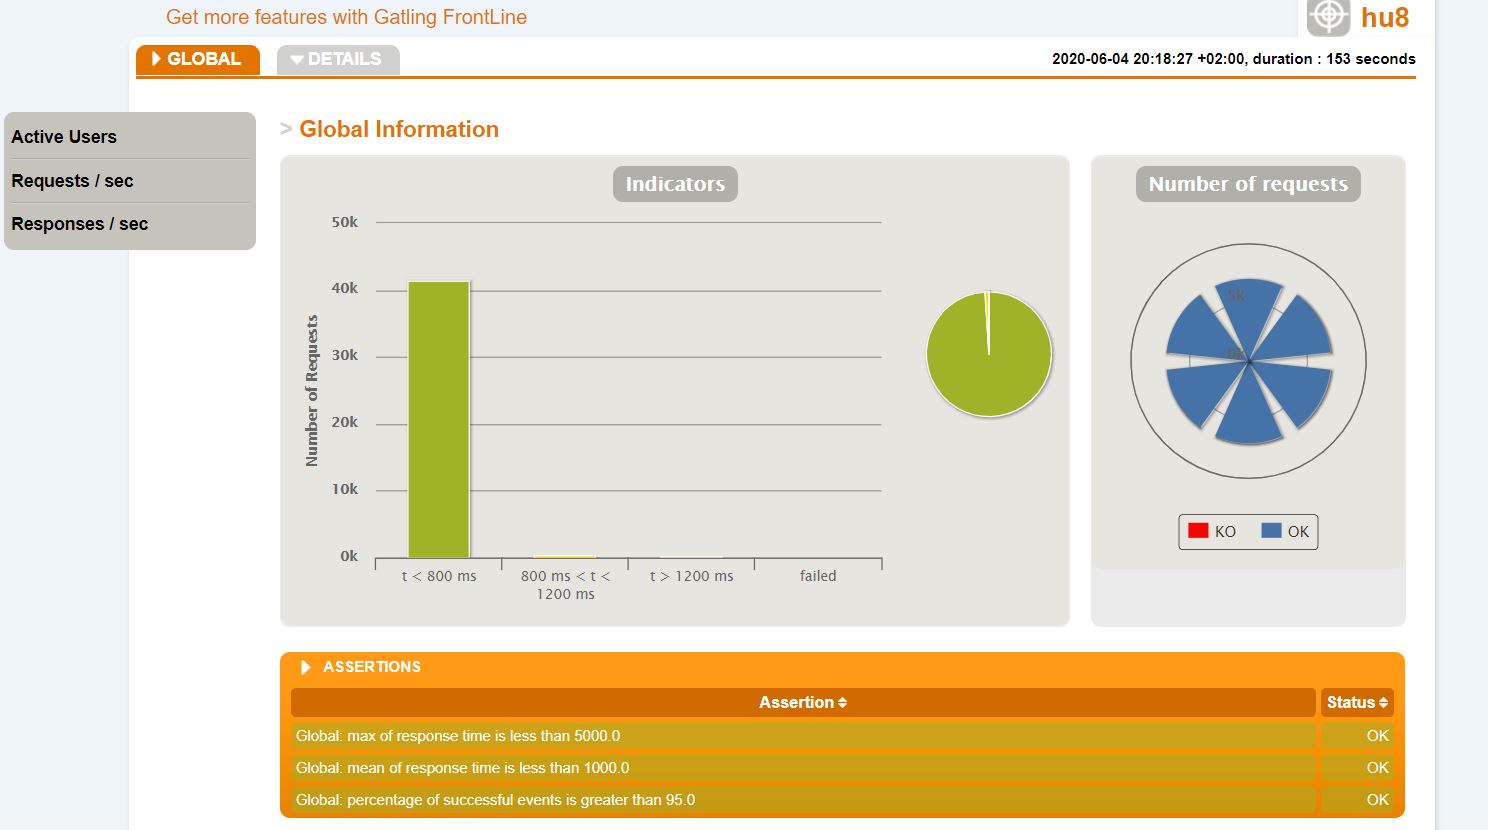 Get more features with Gatling FrontLine
hu8
GLOBAL
DETAILS
2020-06-04 20:18:27 +02:00, duration : 153 seconds
Active Users
Requests / sec
Responses / sec
> Global Information
Indicators
50k
40k
30k
20k
10k
0k
Number of Requests
t < 800 ms
800 ms < t <
1200 ms
t > 1200 ms
failed
Number of requests
5k
0k
KO
OK
ASSERTIONS
Assertion
Status
Global: max of response time is less than 5000.0
OK
Global: mean of response time is less than 1000.0
OK
Global: percentage of successful events is greater than 95.0
OK